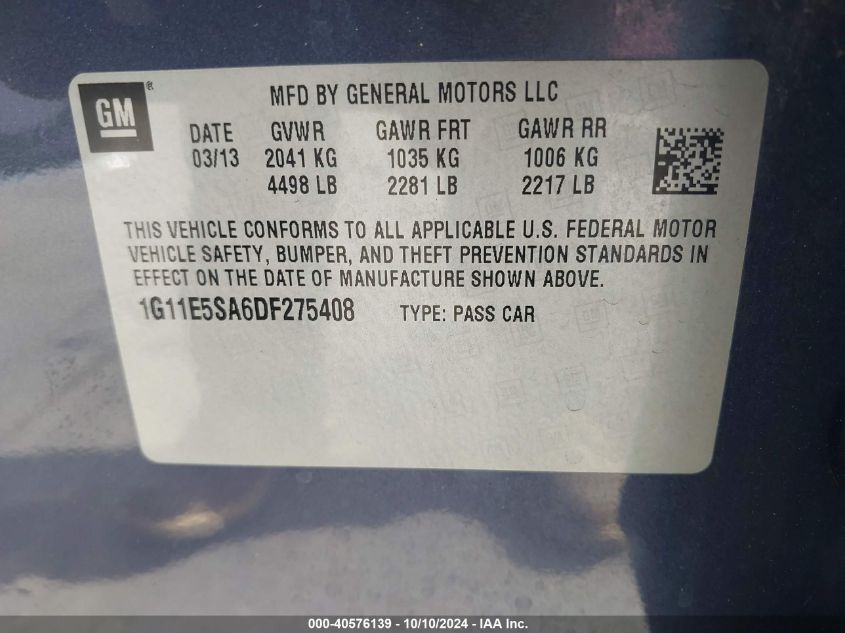 GM ®
MFD BY GENERAL MOTORS LLC
DATE GVWR GAWR FRT GAWR RR
03/13 2041 KG 1035 KG 1006 KG
4498 LB 2281 LB 2217 LB
THIS VEHICLE CONFORMS TO ALL APPLICABLE U.S. FEDERAL MOTOR
VEHICLE SAFETY, BUMPER, AND THEFT PREVENTION STANDARDS IN
EFFECT ON THE DATE OF MANUFACTURE SHOWN ABOVE.
1G11E5SA6DF275408 TYPE: PASS CAR
000-40576139 - 10/10/2024 - IAA Inc.